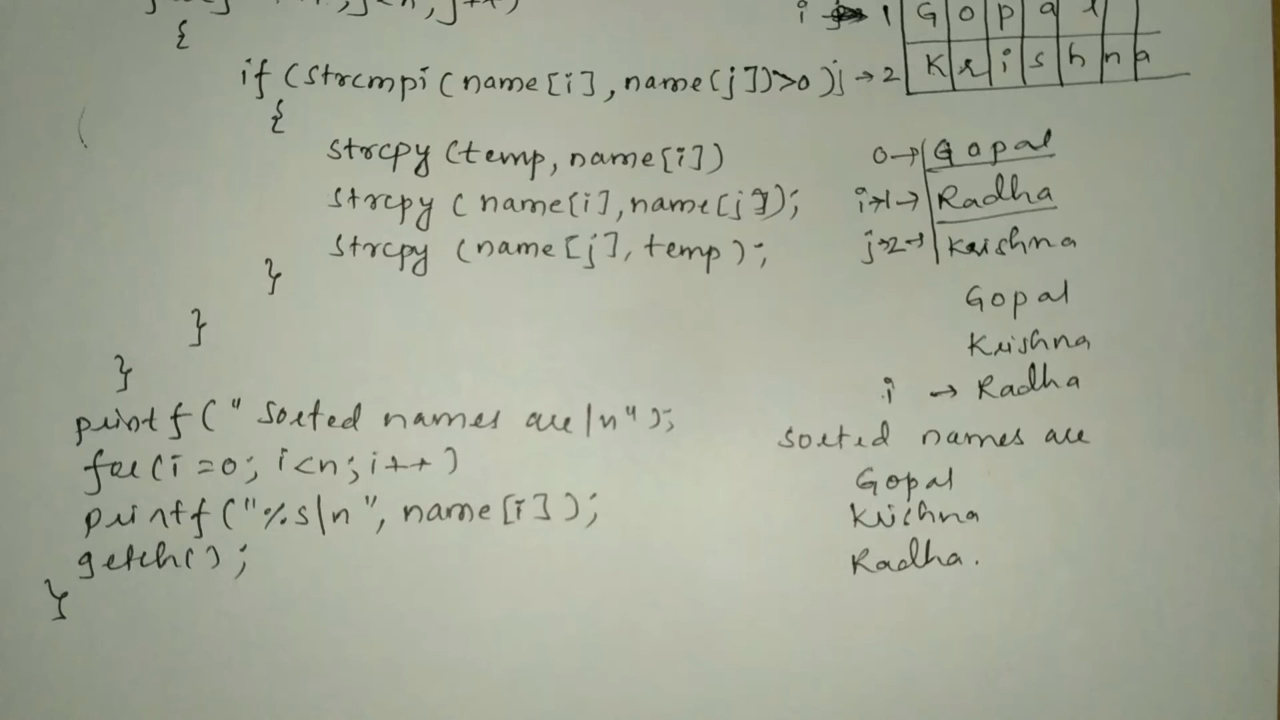 {
if (strcmpi (name[i], name[j])>0)
{
strcpy (temp, name[i])
strcpy (name[i], name[j]);
strcpy (name[j], temp);
}
}
}
printf (" sorted names are \n");
for(i=0; i<n; i++)
printf ("%s\n", name[i]);
getch();
}
i → 1 G o p a l
j → 2 K r i s h n a
0→ Gopal
i→1→ Radha
j→2→ Krishna
Gopal
Krishna
i → Radha
sorted names are
Gopal
Krishna
Radha.